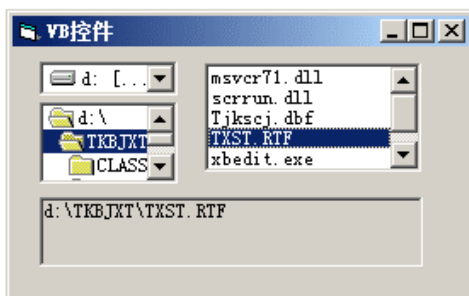 VB控件
d: [...
d:\
TKBJXT
CLASS
msvcr71.dll
scrrun.dll
Tjkscj.dbf
TXST.RTF
xbedit.exe
d:\TKBJXT\TXST.RTF